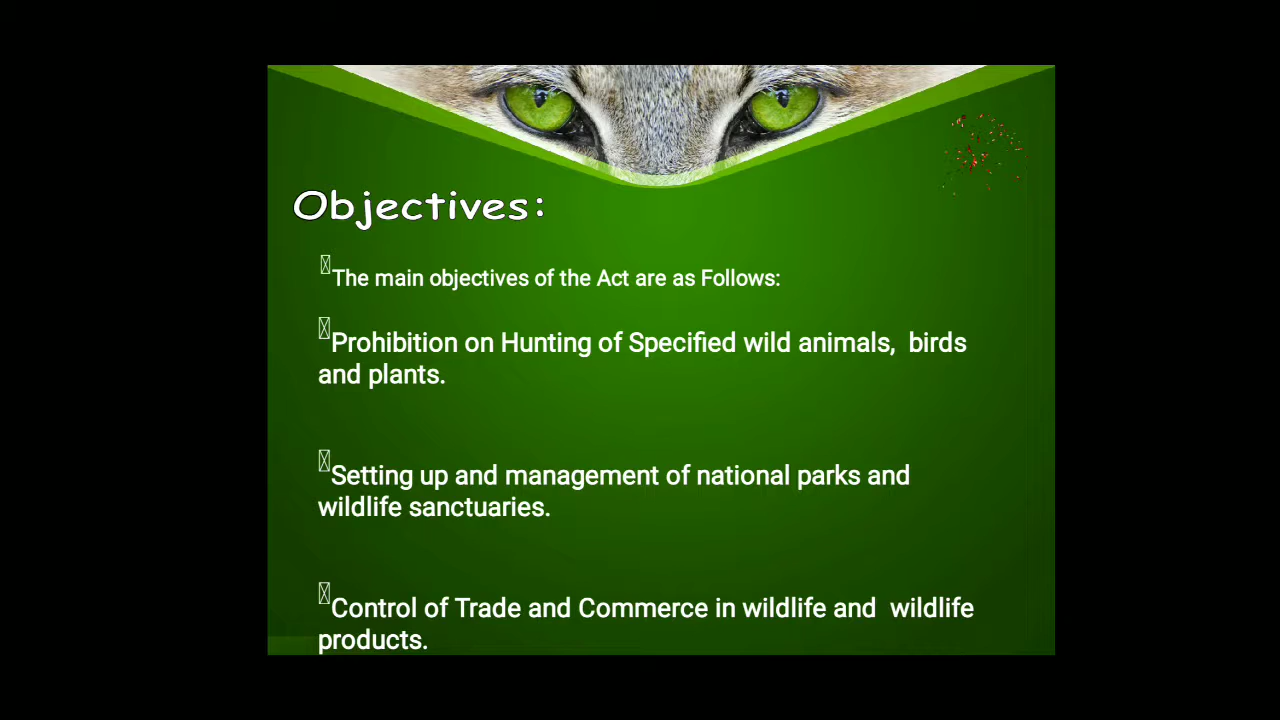 Objectives:
The main objectives of the Act are as Follows:
Prohibition on Hunting of Specified wild animals,  birds
and plants.
Setting up and management of national parks and
wildlife sanctuaries.
Control of Trade and Commerce in wildlife and  wildlife
products.